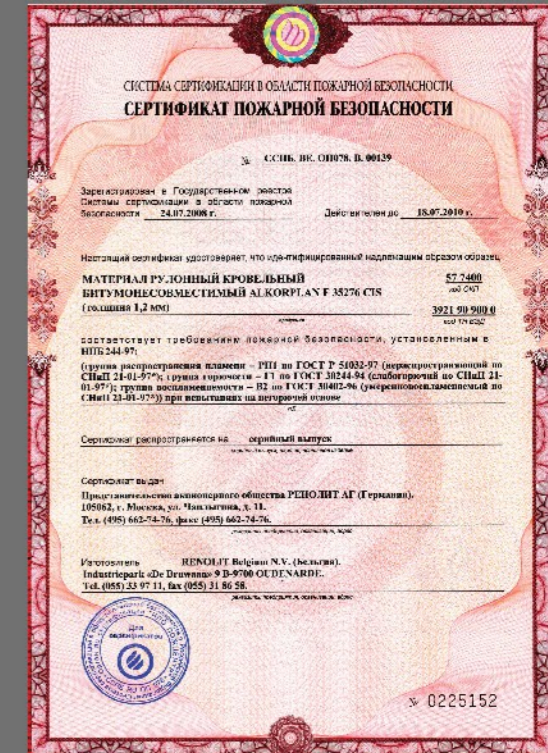 СИСТЕМА СЕРТИФИКАЦИИ В ОБЛАСТИ ПОЖАРНОЙ БЕЗОПАСНОСТИ
СЕРТИФИКАТ ПОЖАРНОЙ БЕЗОПАСНОСТИ
№ ССПБ. BE. ОП078. В. 00139
Зарегистрирован в Государственном реестре
Системы сертификации в области пожарной
безопасности 24.07.2008 г. Действителен до 18.07.2010 г.
Настоящий сертификат удостоверяет, что идентифицированный надлежащим образом образец
МАТЕРИАЛ РУЛОННЫЙ КРОВЕЛЬНЫЙ 57 7400
БИТУМОНЕСОВМЕСТИМЫЙ ALKORPLAN F 35276 CIS код ОКП
(толщина 1,2 мм) 3921 90 900 0
код ТН ВЭД
соответствует требованиям пожарной безопасности, установленным в
НПБ 244-97:
(группа распространения пламени – РП1 по ГОСТ Р 51032-97 (нераспространяющий по
СНиП 21-01-97*); группа горючести – Г1 по ГОСТ 30244-94 (слабогорючий по СНиП 21-
01-97*); группа воспламеняемости – В2 по ГОСТ 30402-96 (умеренновоспламеняемый по
СНиП 21-01-97*)) при испытаниях на негорючей основе
Сертификат распространяется на серийный выпуск
Сертификат выдан
Представительство акционерного общества РЕНОЛИТ АГ (Германия).
105062, г. Москва, ул. Чаплыгина, д. 11.
Тел. (495) 662-74-76, факс (495) 662-74-76.
Изготовитель RENOLIT Belgium N.V. (Бельгия).
Industriepark «De Bruwaan» 9 B-9700 OUDENARDE.
Tel. (055) 33 97 11, fax (055) 31 86 58.
Для
сертификатов
№ 0225152